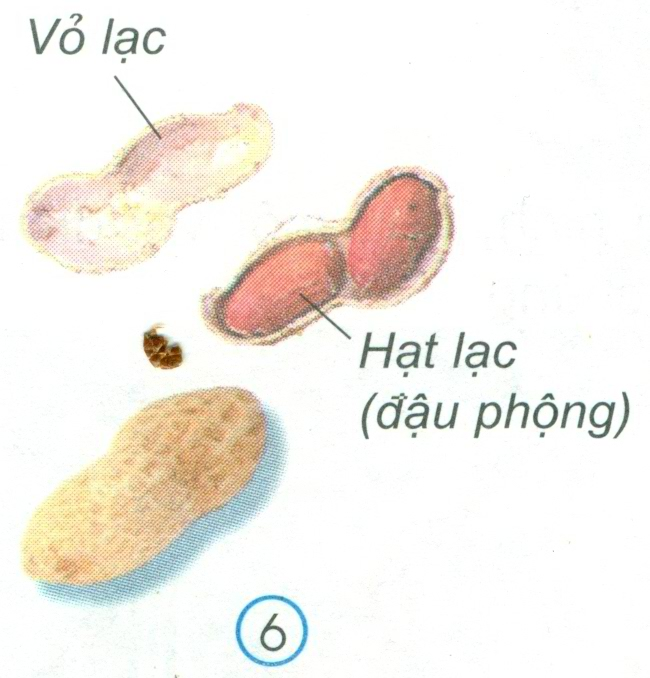 Vỏ lạc
Hạt lạc
(đậu phộng)
6